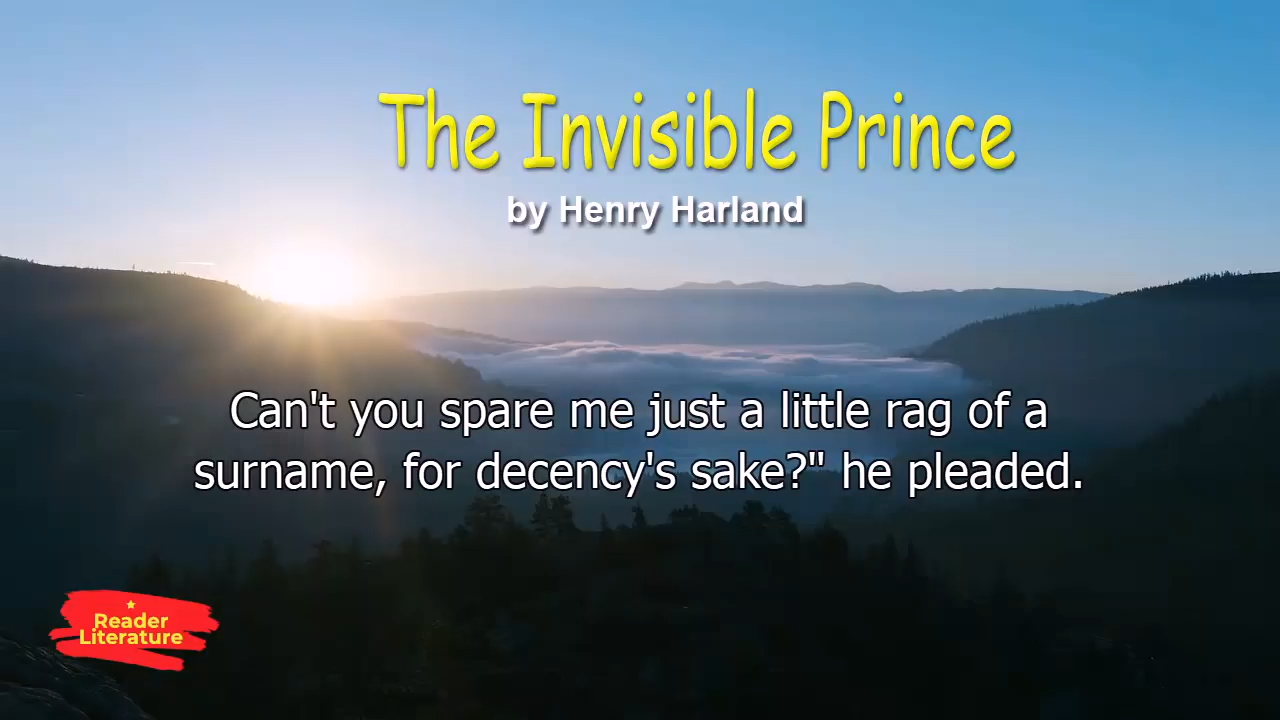 The Invisible Prince
by Henry Harland
Can't you spare me just a little rag of a
surname, for decency's sake?" he pleaded.
Reader
Literature